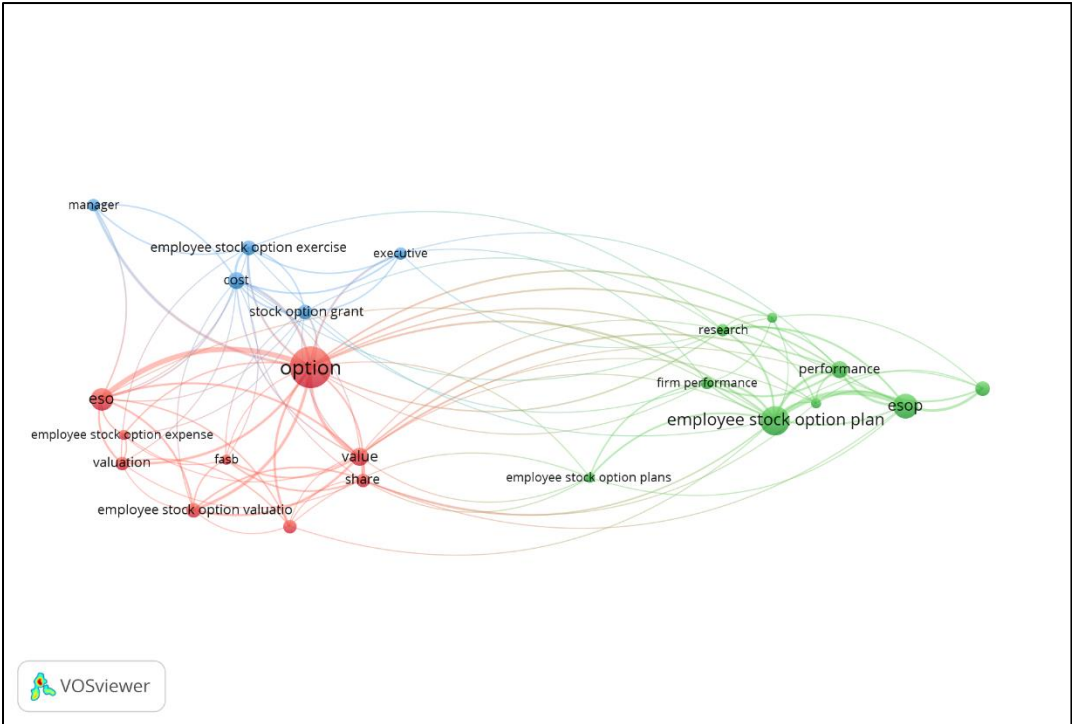 manager
employee stock option exercise
executive
cost
stock option grant
research
option
performance
firm performance
eso
esop
employee stock option plan
employee stock option expense
value
fasb
valuation
share
employee stock option plans
employee stock option valuatio
VOSviewer